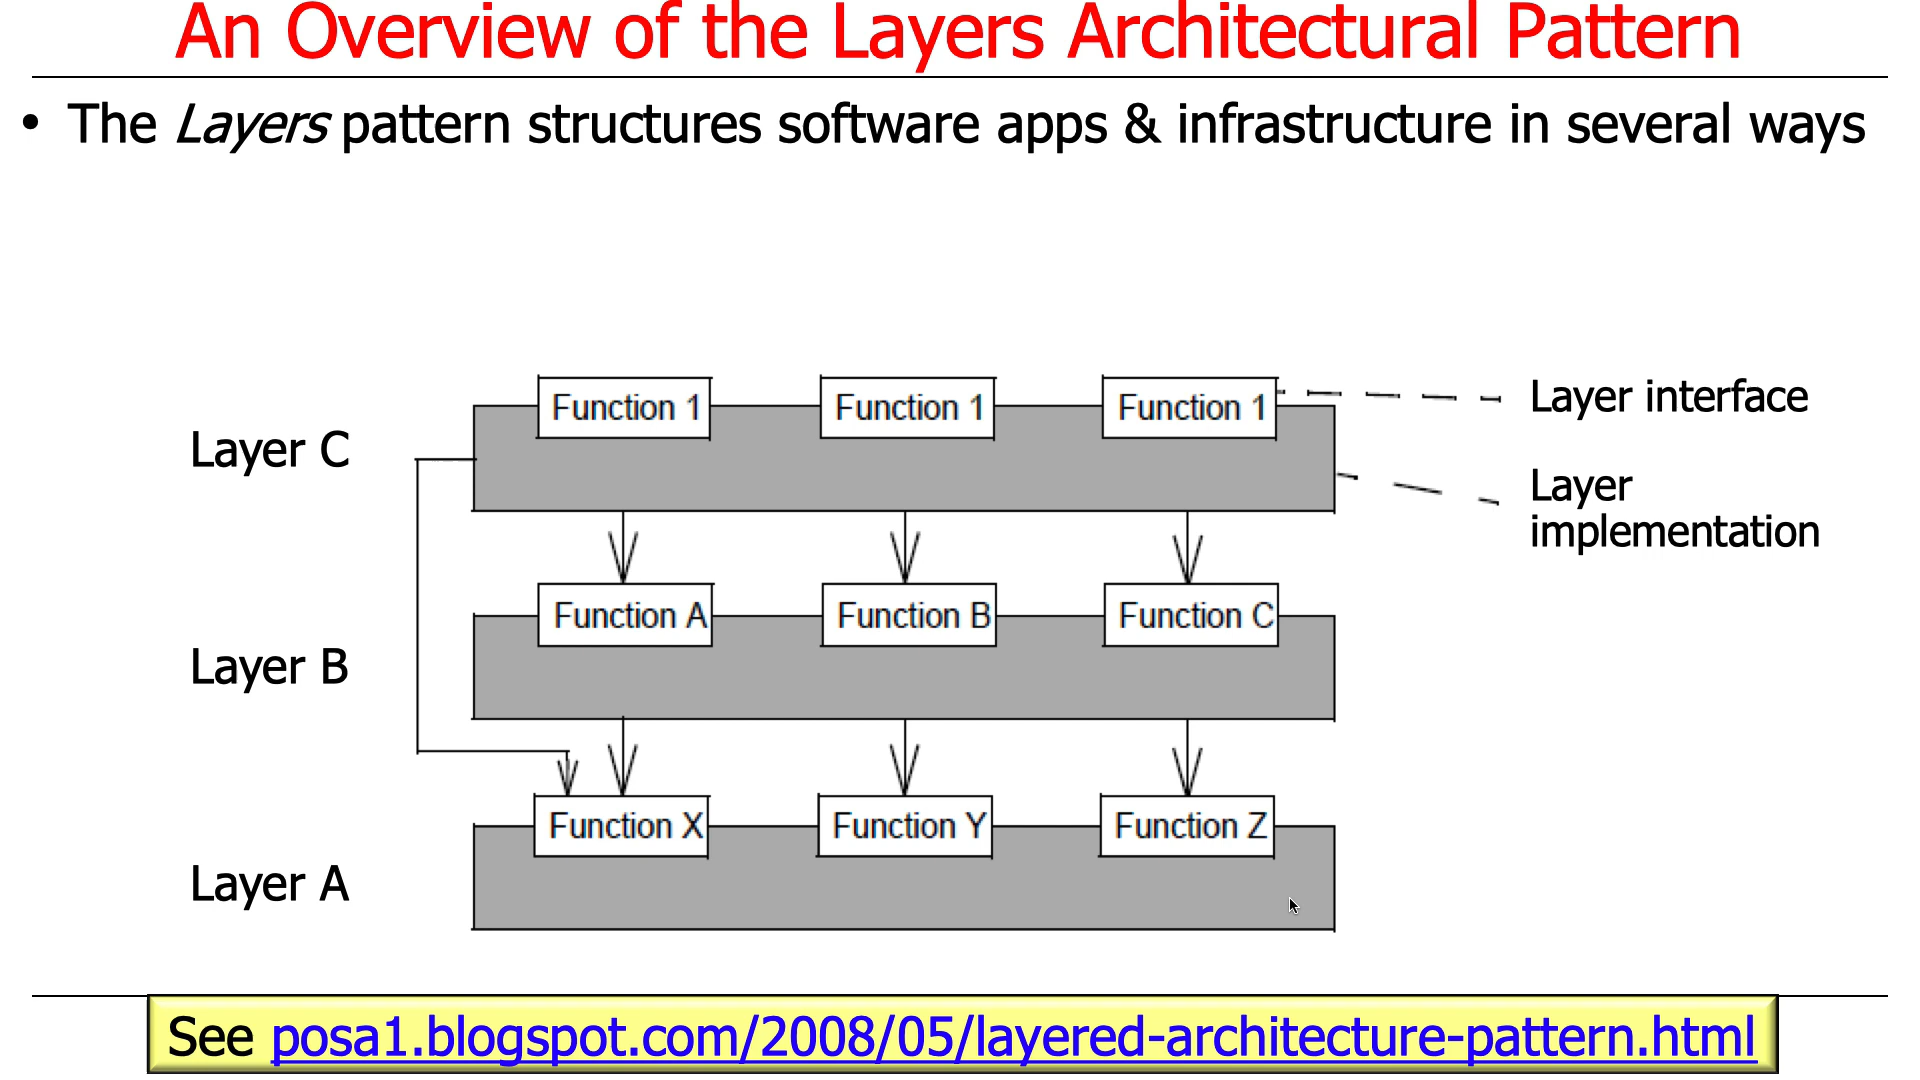 An Overview of the Layers Architectural Pattern
• The Layers pattern structures software apps & infrastructure in several ways
Function 1 Function 1 Function 1
Layer interface
Layer C
Layer
implementation
Function A Function B Function C
Layer B
Function X Function Y Function Z
Layer A
See posa1.blogspot.com/2008/05/layered-architecture-pattern.html